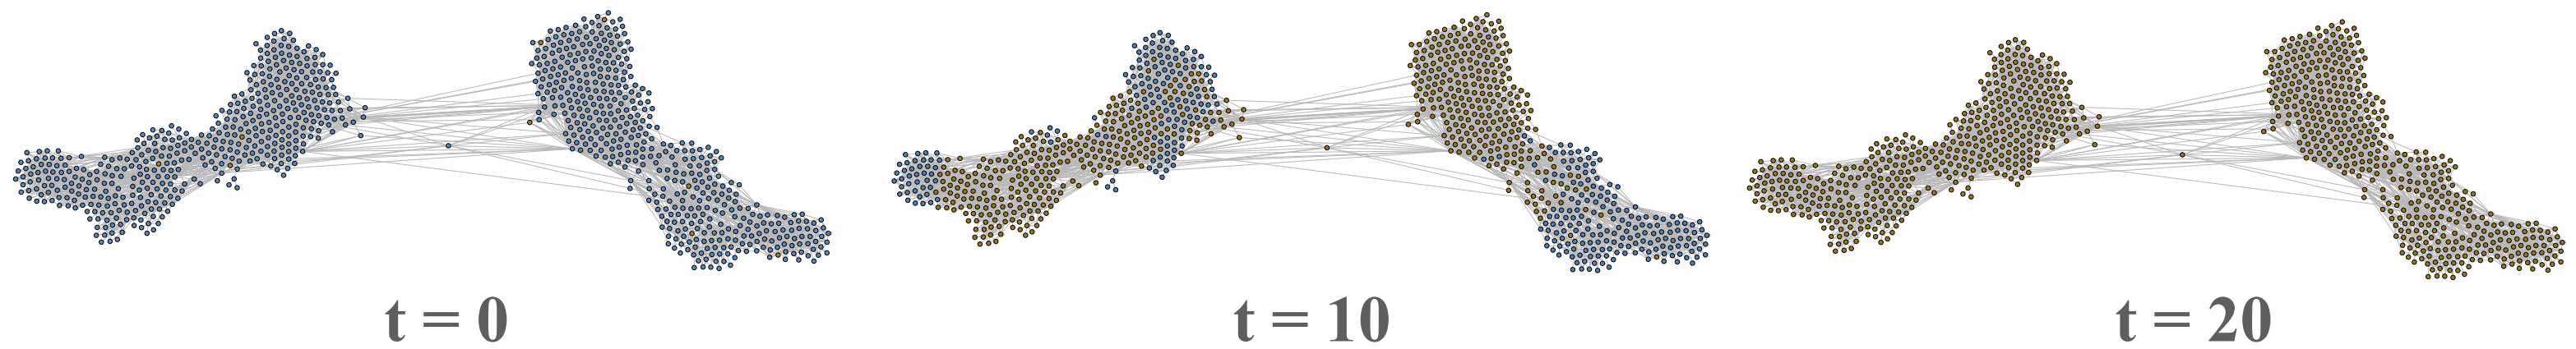 t = 0
t = 10
t = 20